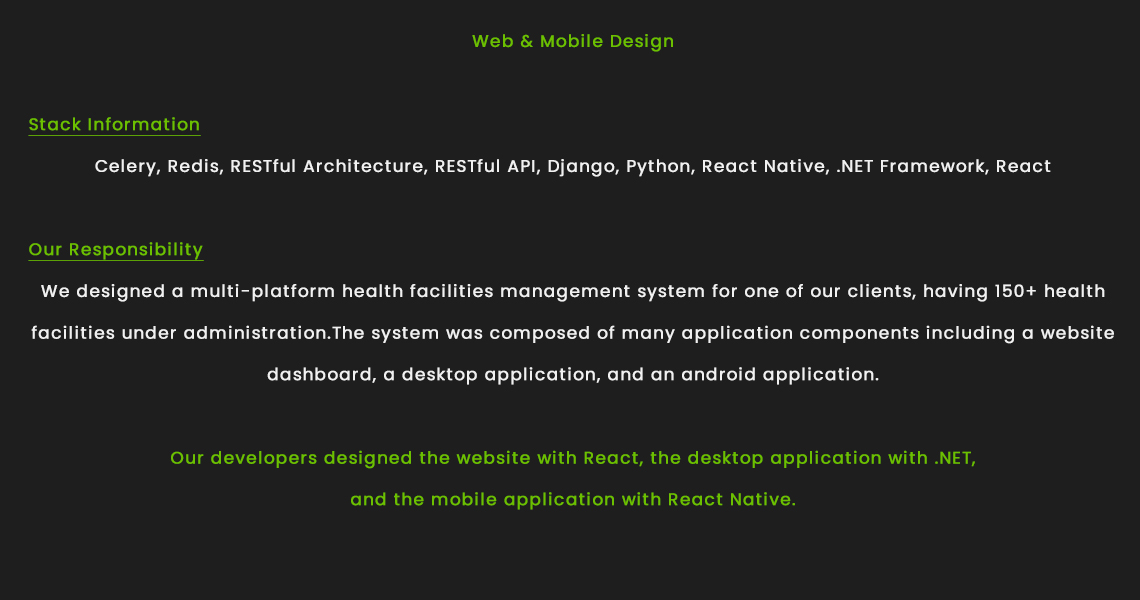 Web & Mobile Design
Stack Information
Celery, Redis, RESTful Architecture, RESTful API, Django, Python, React Native, .NET Framework, React
Our Responsibility
We designed a multi-platform health facilities management system for one of our clients, having 150+ health
facilities under administration.The system was composed of many application components including a website
dashboard, a desktop application, and an android application.
Our developers designed the website with React, the desktop application with .NET,
and the mobile application with React Native.